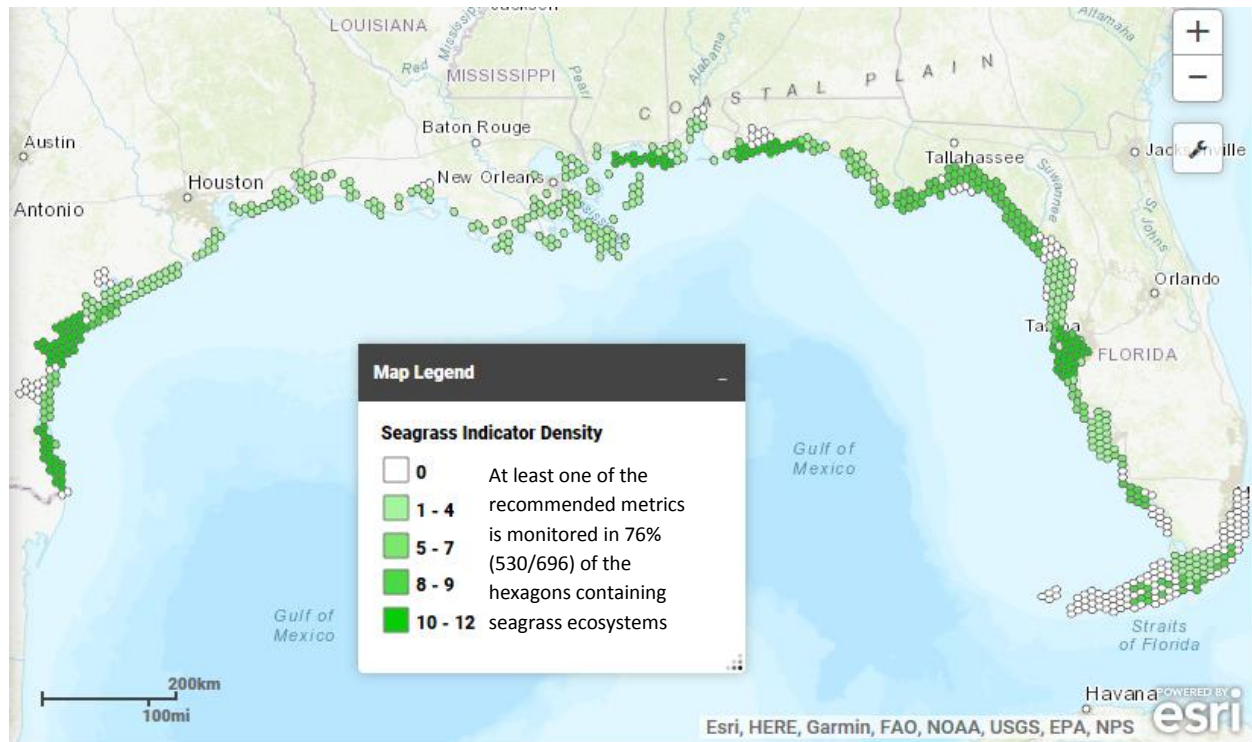 LOUISIANA
Mississippi
Red
MISSISSIPPI
Pearl
Alabama
Altamaha
COASTAL PLAIN
+
−
Austin
Baton Rouge
Tallahassee
Houston
New Orleans
Suwannee
St. Johns
Antonio
Orlando
FLORIDA
Map Legend
_
Seagrass Indicator Density
0
1 - 4
5 - 7
8 - 9
10 - 12
At least one of the
recommended metrics
is monitored in 76%
(530/696) of the
hexagons containing
seagrass ecosystems
Gulf of
Mexico
Gulf of
Mexico
Straits
of Florida
200km
100mi
Havana
POWERED BY
esri
Esri, HERE, Garmin, FAO, NOAA, USGS, EPA, NPS